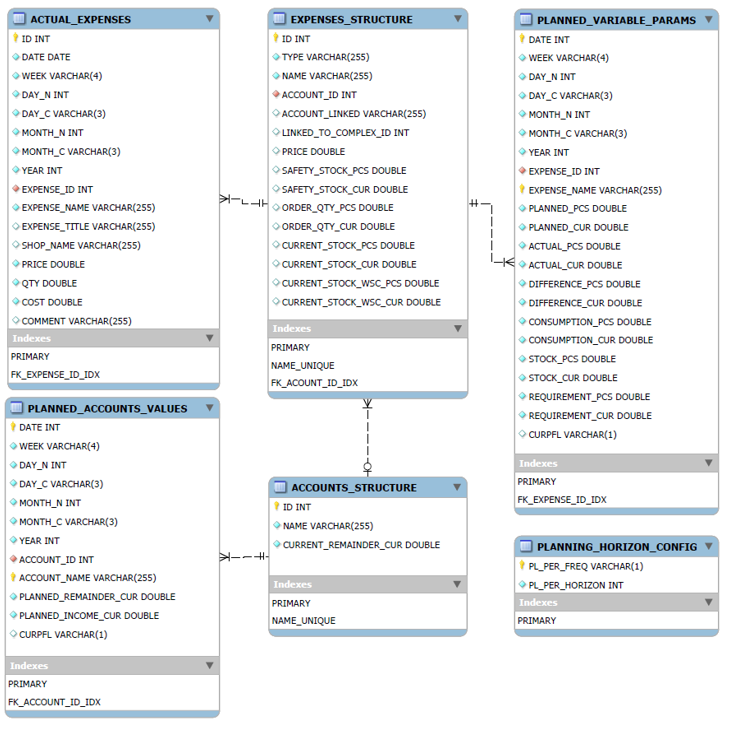 ACTUAL_EXPENSES
ID INT
DATE DATE
WEEK VARCHAR(4)
DAY_N INT
DAY_C VARCHAR(3)
MONTH_N INT
MONTH_C VARCHAR(3)
YEAR INT
EXPENSE_ID INT
EXPENSE_NAME VARCHAR(255)
EXPENSE_TITLE VARCHAR(255)
SHOP_NAME VARCHAR(255)
PRICE DOUBLE
QTY DOUBLE
COST DOUBLE
COMMENT VARCHAR(255)
Indexes
PRIMARY
FK_EXPENSE_ID_IDX
PLANNED_ACCOUNTS_VALUES
DATE INT
WEEK VARCHAR(4)
DAY_N INT
DAY_C VARCHAR(3)
MONTH_N INT
MONTH_C VARCHAR(3)
YEAR INT
ACCOUNT_ID INT
ACCOUNT_NAME VARCHAR(255)
PLANNED_REMAINDER_CUR DOUBLE
PLANNED_INCOME_CUR DOUBLE
CURPFL VARCHAR(1)
Indexes
PRIMARY
FK_ACCOUNT_ID_IDX
EXPENSES_STRUCTURE
ID INT
TYPE VARCHAR(255)
NAME VARCHAR(255)
ACCOUNT_ID INT
ACCOUNT_LINKED VARCHAR(255)
LINKED_TO_COMPLEX_ID INT
PRICE DOUBLE
SAFETY_STOCK_PCS DOUBLE
SAFETY_STOCK_CUR DOUBLE
ORDER_QTY_PCS DOUBLE
ORDER_QTY_CUR DOUBLE
CURRENT_STOCK_PCS DOUBLE
CURRENT_STOCK_CUR DOUBLE
CURRENT_STOCK_WSC_PCS DOUBLE
CURRENT_STOCK_WSC_CUR DOUBLE
Indexes
PRIMARY
NAME_UNIQUE
FK_ACOUNT_ID_IDX
ACCOUNTS_STRUCTURE
ID INT
NAME VARCHAR(255)
CURRENT_REMAINDER_CUR DOUBLE
Indexes
PRIMARY
NAME_UNIQUE
PLANNED_VARIABLE_PARAMS
DATE INT
WEEK VARCHAR(4)
DAY_N INT
DAY_C VARCHAR(3)
MONTH_N INT
MONTH_C VARCHAR(3)
YEAR INT
EXPENSE_ID INT
EXPENSE_NAME VARCHAR(255)
PLANNED_PCS DOUBLE
PLANNED_CUR DOUBLE
ACTUAL_PCS DOUBLE
ACTUAL_CUR DOUBLE
DIFFERENCE_PCS DOUBLE
DIFFERENCE_CUR DOUBLE
CONSUMPTION_PCS DOUBLE
CONSUMPTION_CUR DOUBLE
STOCK_PCS DOUBLE
STOCK_CUR DOUBLE
REQUIREMENT_PCS DOUBLE
REQUIREMENT_CUR DOUBLE
CURPFL VARCHAR(1)
Indexes
PRIMARY
FK_EXPENSE_ID_IDX
PLANNING_HORIZON_CONFIG
PL_PER_FREQ VARCHAR(1)
PL_PER_HORIZON INT
Indexes
PRIMARY